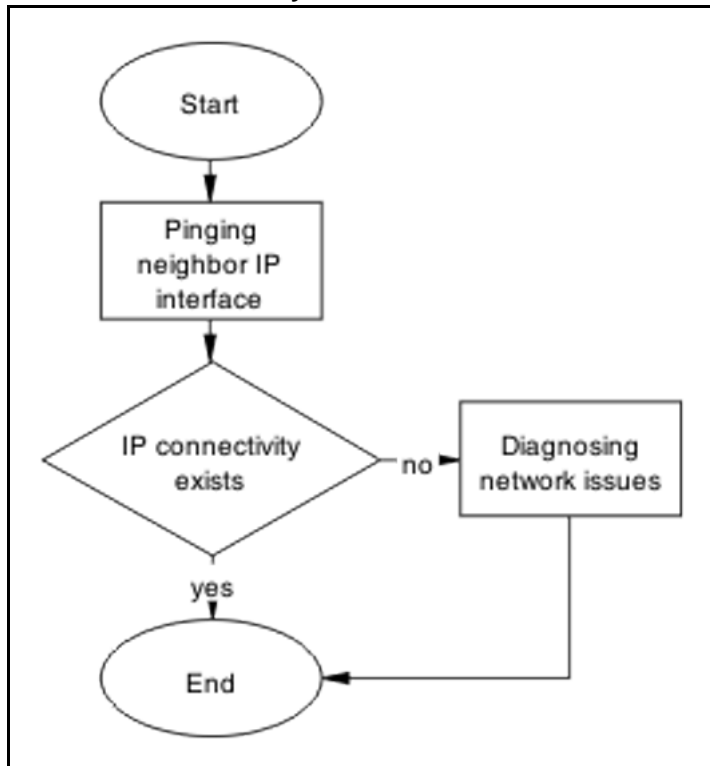 Start
Pinging
neighbor IP
interface
IP connectivity
exists
no
Diagnosing
network issues
yes
End